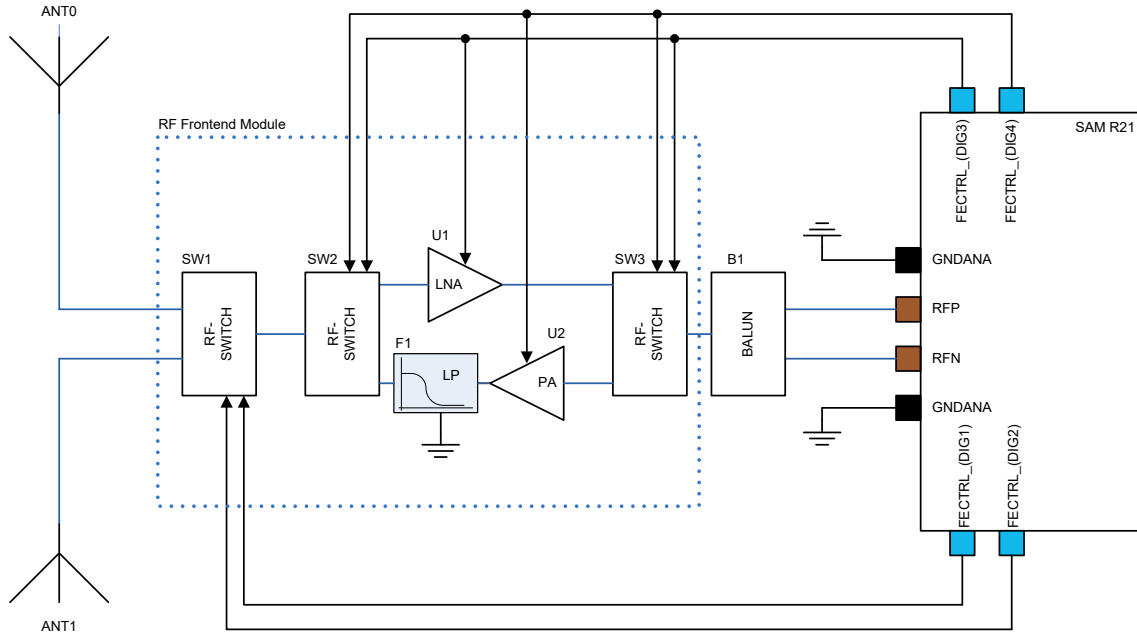 ANT0
RF Frontend Module
SAM R21
FECTRL_(DIG3)
FECTRL_(DIG4)
U1
SW1
SW2
SW3
B1
GNDANA
LNA
RFP
RF-
SWITCH
RF-
SWITCH
RF-
SWITCH
BALUN
U2
F1
LP
PA
RFN
GNDANA
FECTRL_(DIG1)
FECTRL_(DIG2)
ANT1